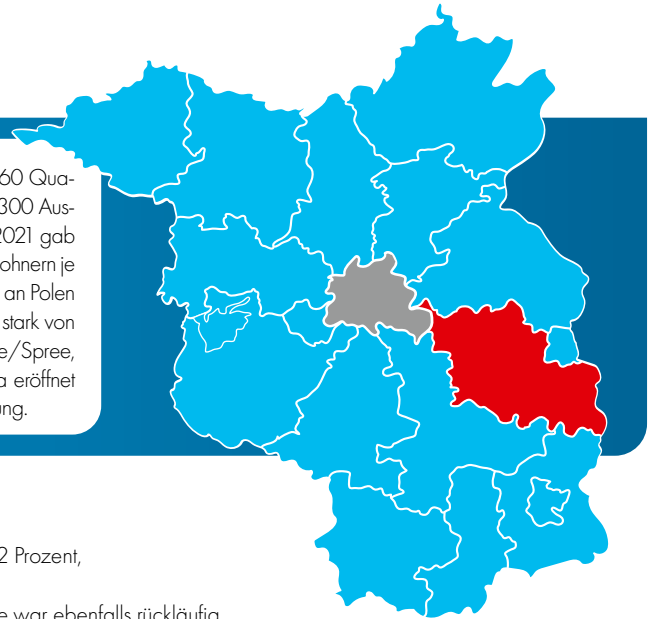 60 Qua-
300 Aus-
2021 gab
ohnern je
an Polen
stark von
e/Spree,
a eröffnet
ung.
2 Prozent,
e war ebenfalls rückläufig